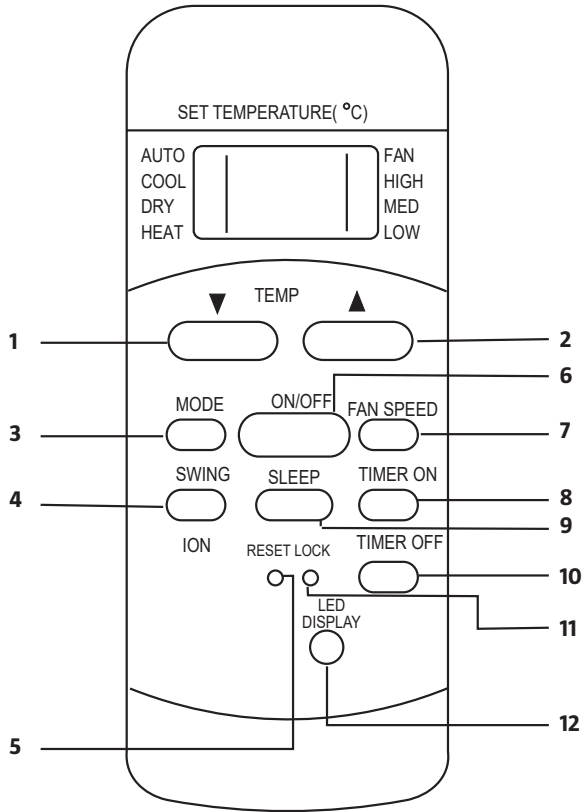 SET TEMPERATURE( °C)
AUTO FAN
COOL HIGH
DRY MED
HEAT LOW
▼ TEMP ▲
1
2
6
MODE ON/OFF FAN SPEED
3
7
SWING SLEEP TIMER ON
4
8
9
ION RESET LOCK TIMER OFF
10
LED
DISPLAY
11
12
5